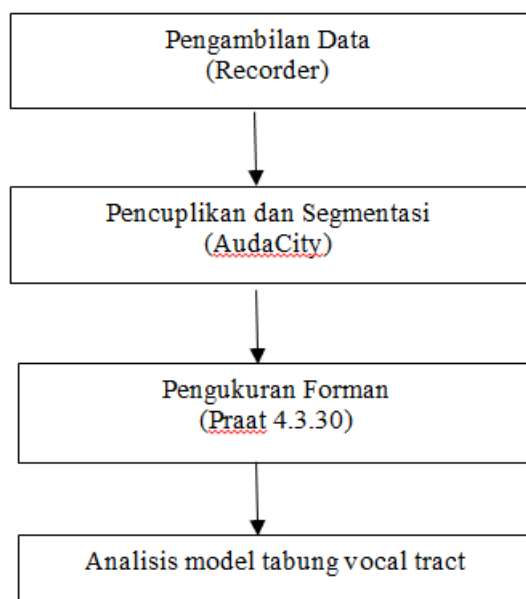 Pengambilan Data
(Recorder)
Pencuplikan dan Segmentasi
(AudaCity)
Pengukuran Forman
(Praat 4.3.30)
Analisis model tabung vocal tract